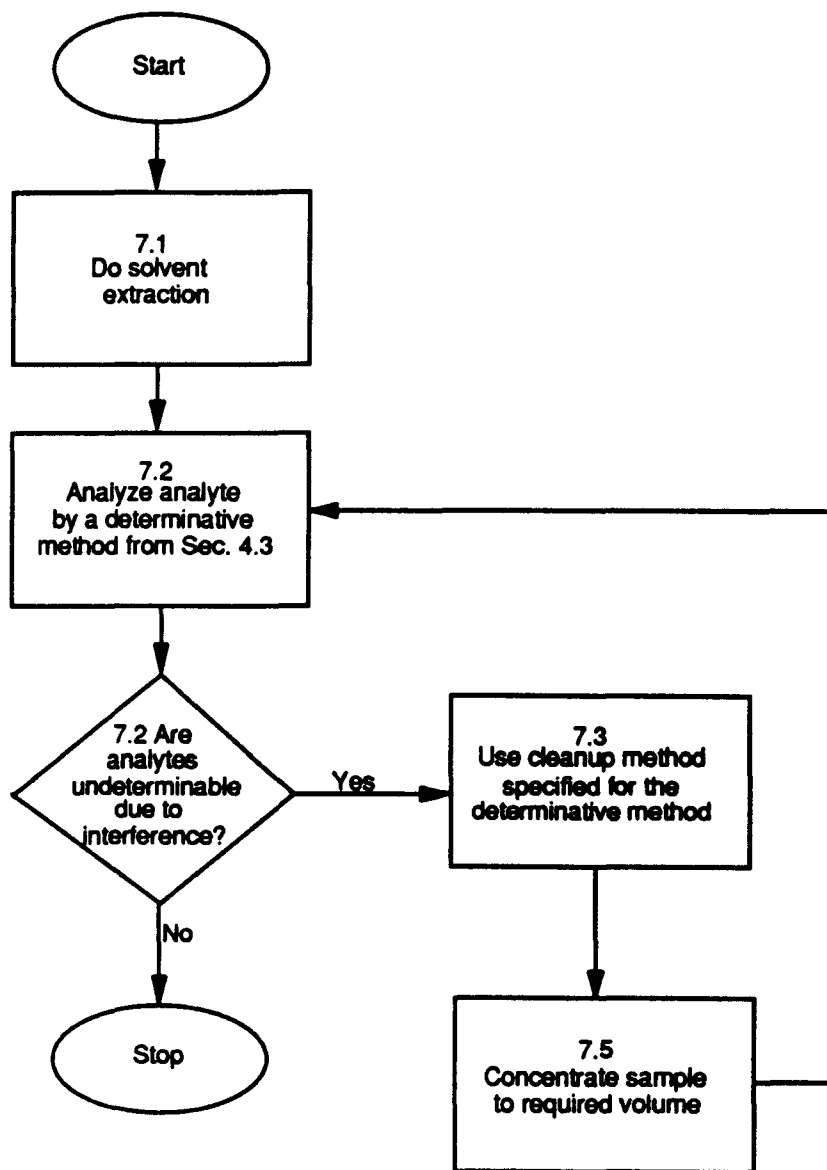 Start
7.1
Do solvent
extraction
7.2
Analyze analyte
by a determinative
method from Sec. 4.3
7.2 Are
analytes
undeterminable
due to
interference?
Yes
7.3
Use cleanup method
specified for the
determinative method
No
Stop
7.5
Concentrate sample
to required volume